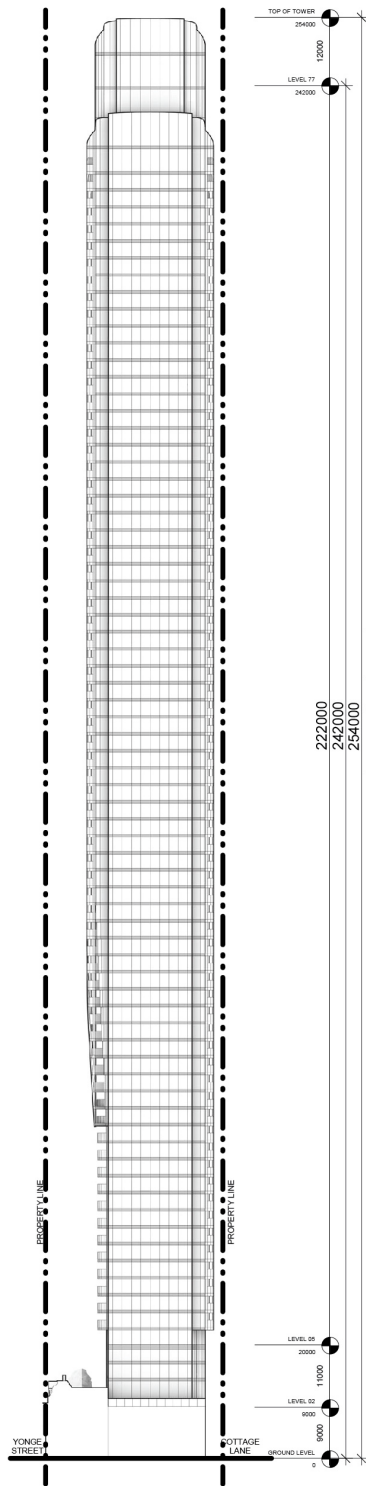 TOP OF TOWER
254000
12000
LEVEL 77
242000
222000
242000
254000
PROPERTY LINE
PROPERTY LINE
LEVEL 05
20000
11000
LEVEL 02
9000
9000
YONGE
STREET
COTTAGE
LANE
GROUND LEVEL
0